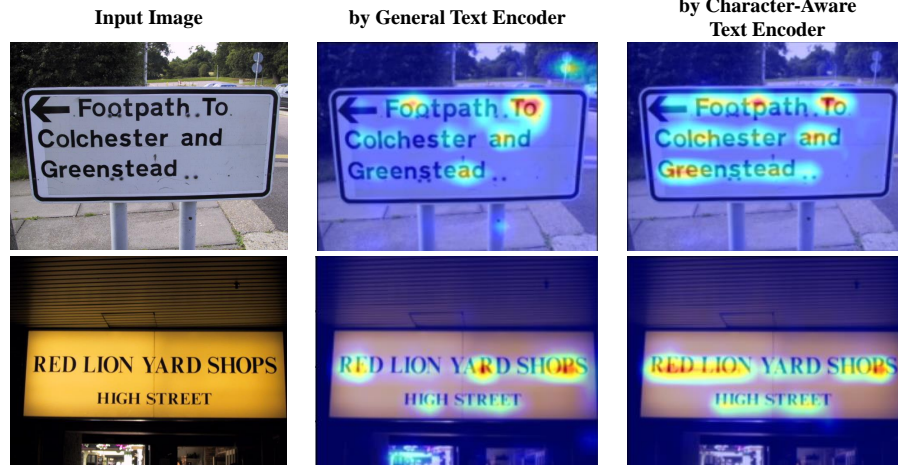 Input Image
by General Text Encoder
by Character-Aware
Text Encoder
Footpath To
Colchester and
Greenstead
Footpath To
Colchester and
Greenstead
Footpath To
Colchester and
Greenstead
RED LION YARD SHOPS
HIGH STREET
RED LION YARD SHOPS
HIGH STREET
RED LION YARD SHOPS
HIGH STREET